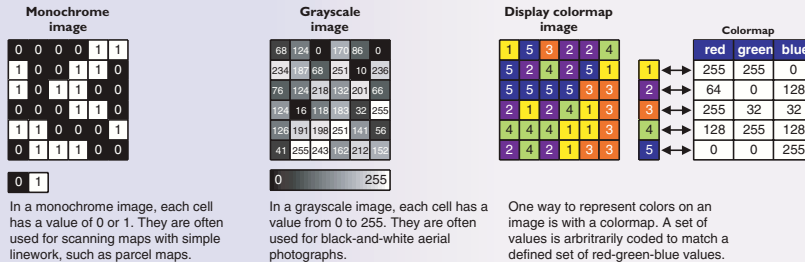 Monochrome
image
0 0 0 0 1 1
1 0 0 1 1 0
1 0 1 1 0 0
0 0 0 1 1 0
1 1 0 0 0 1
0 1 1 1 0 0
0 1
In a monochrome image, each cell
has a value of 0 or 1. They are often
used for scanning maps with simple
linework, such as parcel maps.
Grayscale
image
68 124 0 170 86 0
234 187 68 251 10 236
76 124 218 132 201 66
124 16 118 183 32 255
126 191 198 251 141 56
41 255 243 162 212 152
0 255
In a grayscale image, each cell has a
value from 0 to 255. They are often
used for black-and-white aerial
photographs.
Display colormap
image
1 5 3 2 2 4
5 2 4 2 5 1
5 5 5 5 3 3
2 1 2 4 1 3
4 4 4 1 1 3
2 4 2 1 3 3
Colormap
red green blue
1 255 255 0
2 64 0 128
3 255 32 32
4 128 255 128
5 0 0 255
One way to represent colors on an
image is with a colormap. A set of
values is arbritrarily coded to match a
defined set of red-green-blue values.